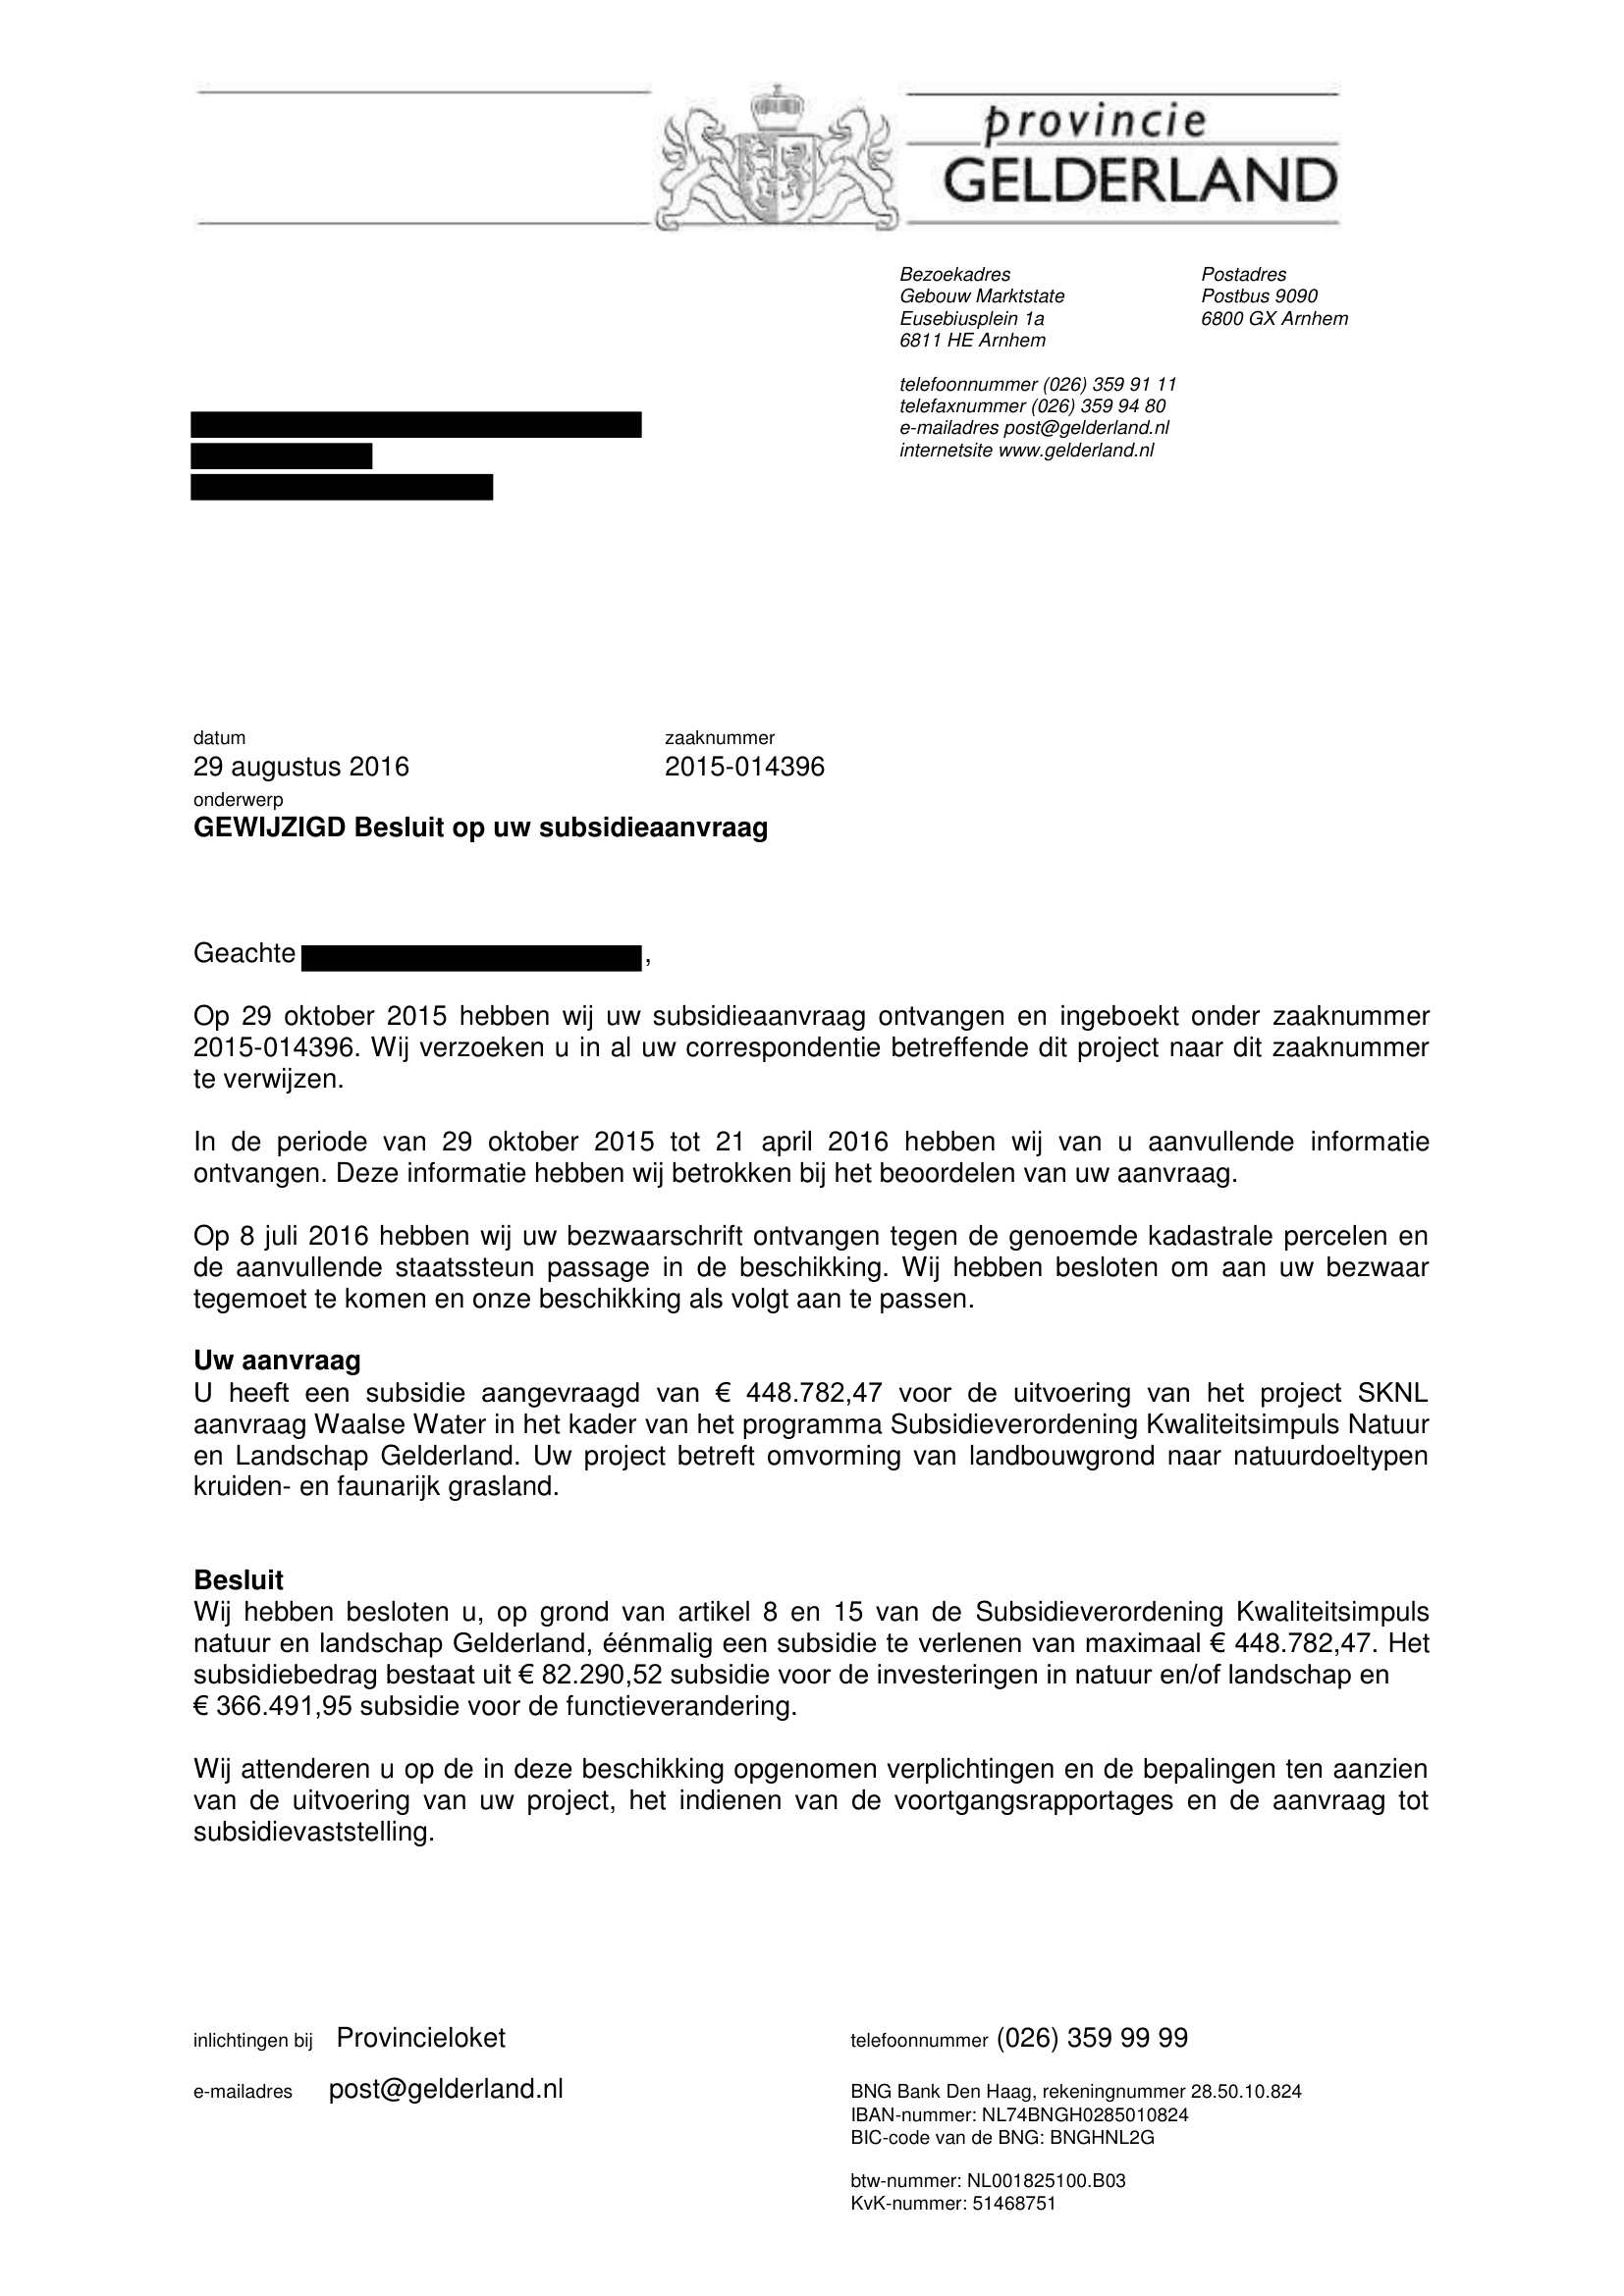 provincie
GELDERLAND
Bezoekadres
Gebouw Marktstate
Eusebiusplein 1a
6811 HE Arnhem
Postadres
Postbus 9090
6800 GX Arnhem
telefoonnummer (026) 359 91 11
telefaxnummer (026) 359 94 80
e-mailadres post@gelderland.nl
internetsite www.gelderland.nl
datum
29 augustus 2016
zaaknummer
2015-014396
onderwerp
GEWIJZIGD Besluit op uw subsidieaanvraag
Geachte ,
Op 29 oktober 2015 hebben wij uw subsidieaanvraag ontvangen en ingeboekt onder zaaknummer
2015-014396. Wij verzoeken u in al uw correspondentie betreffende dit project naar dit zaaknummer
te verwijzen.
In de periode van 29 oktober 2015 tot 21 april 2016 hebben wij van u aanvullende informatie
ontvangen. Deze informatie hebben wij betrokken bij het beoordelen van uw aanvraag.
Op 8 juli 2016 hebben wij uw bezwaarschrift ontvangen tegen de genoemde kadastrale percelen en
de aanvullende staatssteun passage in de beschikking. Wij hebben besloten om aan uw bezwaar
tegemoet te komen en onze beschikking als volgt aan te passen.
Uw aanvraag
U heeft een subsidie aangevraagd van € 448.782,47 voor de uitvoering van het project SKNL
aanvraag Waalse Water in het kader van het programma Subsidieverordening Kwaliteitsimpuls Natuur
en Landschap Gelderland. Uw project betreft omvorming van landbouwgrond naar natuurdoeltypen
kruiden- en faunarijk grasland.
Besluit
Wij hebben besloten u, op grond van artikel 8 en 15 van de Subsidieverordening Kwaliteitsimpuls
natuur en landschap Gelderland, éénmalig een subsidie te verlenen van maximaal € 448.782,47. Het
subsidiebedrag bestaat uit € 82.290,52 subsidie voor de investeringen in natuur en/of landschap en
€ 366.491,95 subsidie voor de functieverandering.
Wij attenderen u op de in deze beschikking opgenomen verplichtingen en de bepalingen ten aanzien
van de uitvoering van uw project, het indienen van de voortgangsrapportages en de aanvraag tot
subsidievaststelling.
inlichtingen bij Provincieloket
e-mailadres post@gelderland.nl
telefoonnummer (026) 359 99 99
BNG Bank Den Haag, rekeningnummer 28.50.10.824
IBAN-nummer: NL74BNGH0285010824
BIC-code van de BNG: BNGHNL2G
btw-nummer: NL001825100.B03
KvK-nummer: 51468751